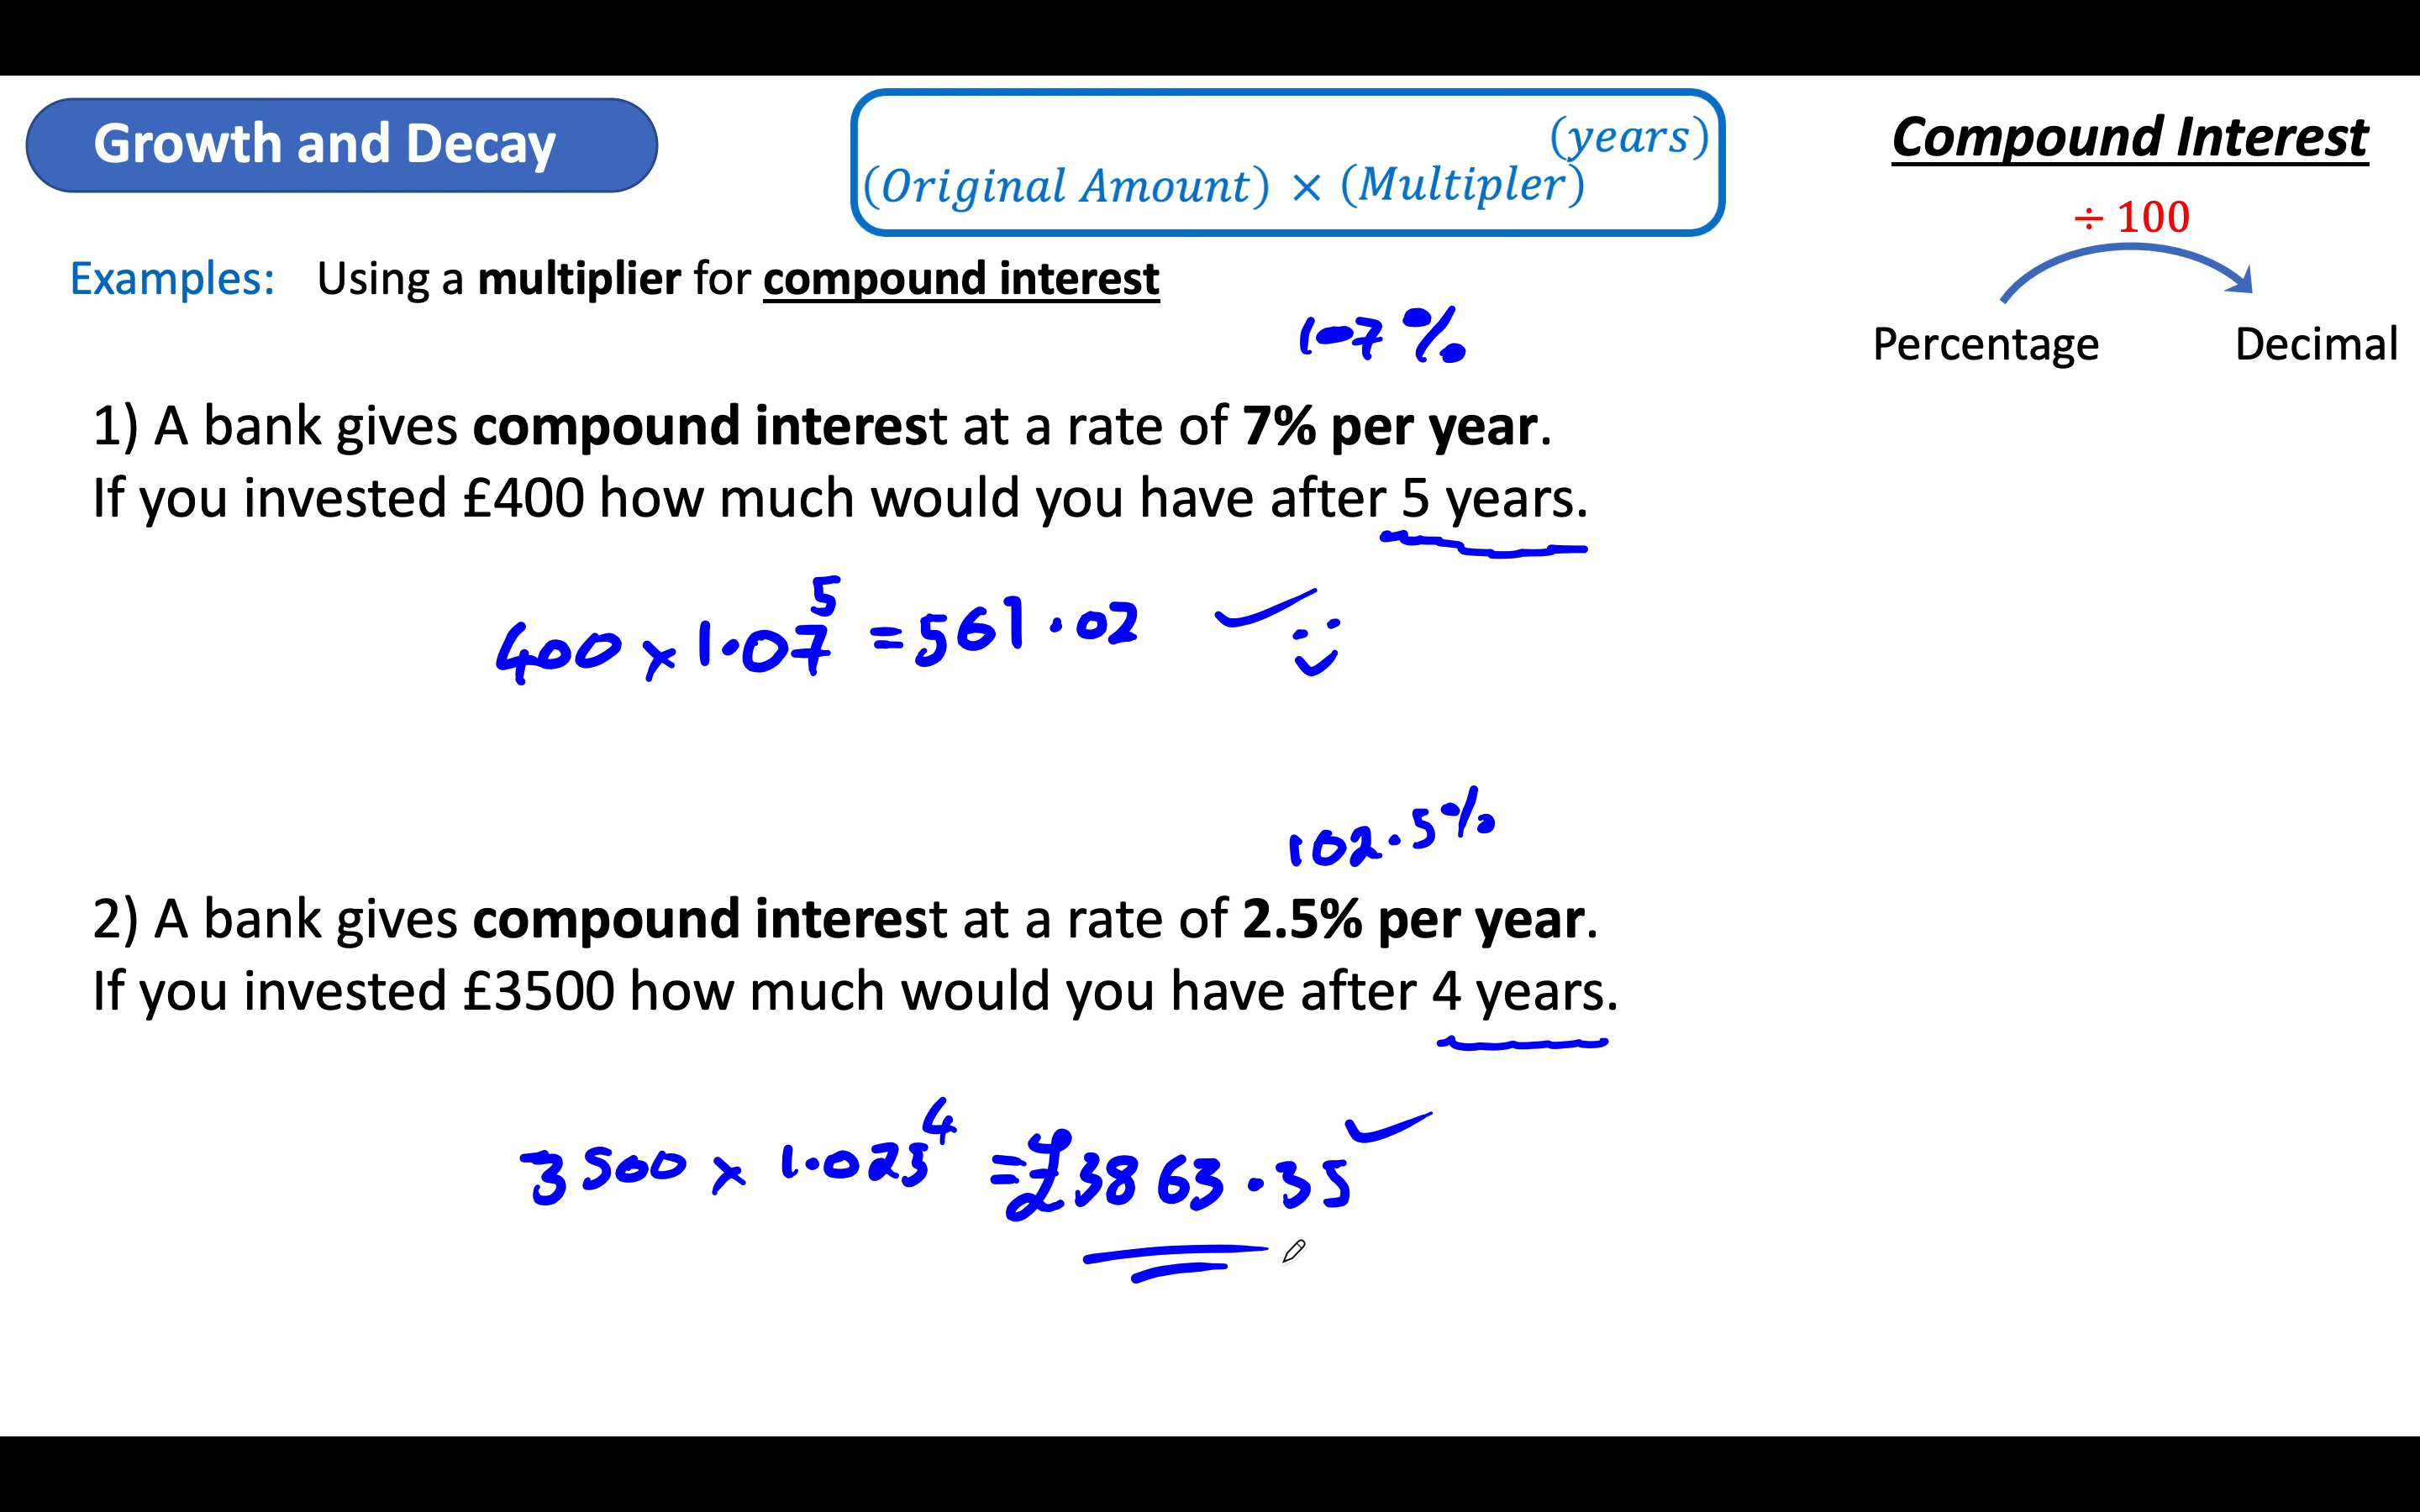 Growth and Decay
(Original Amount) × (Multipler)^(years)
Compound Interest
÷ 100
Percentage Decimal
Examples: Using a multiplier for compound interest
107%
1) A bank gives compound interest at a rate of 7% per year.
If you invested £400 how much would you have after 5 years.
400 × 1.07^5 = 561.02
102.5%
2) A bank gives compound interest at a rate of 2.5% per year.
If you invested £3500 how much would you have after 4 years.
3500 × 1.025^4 = £3863.35